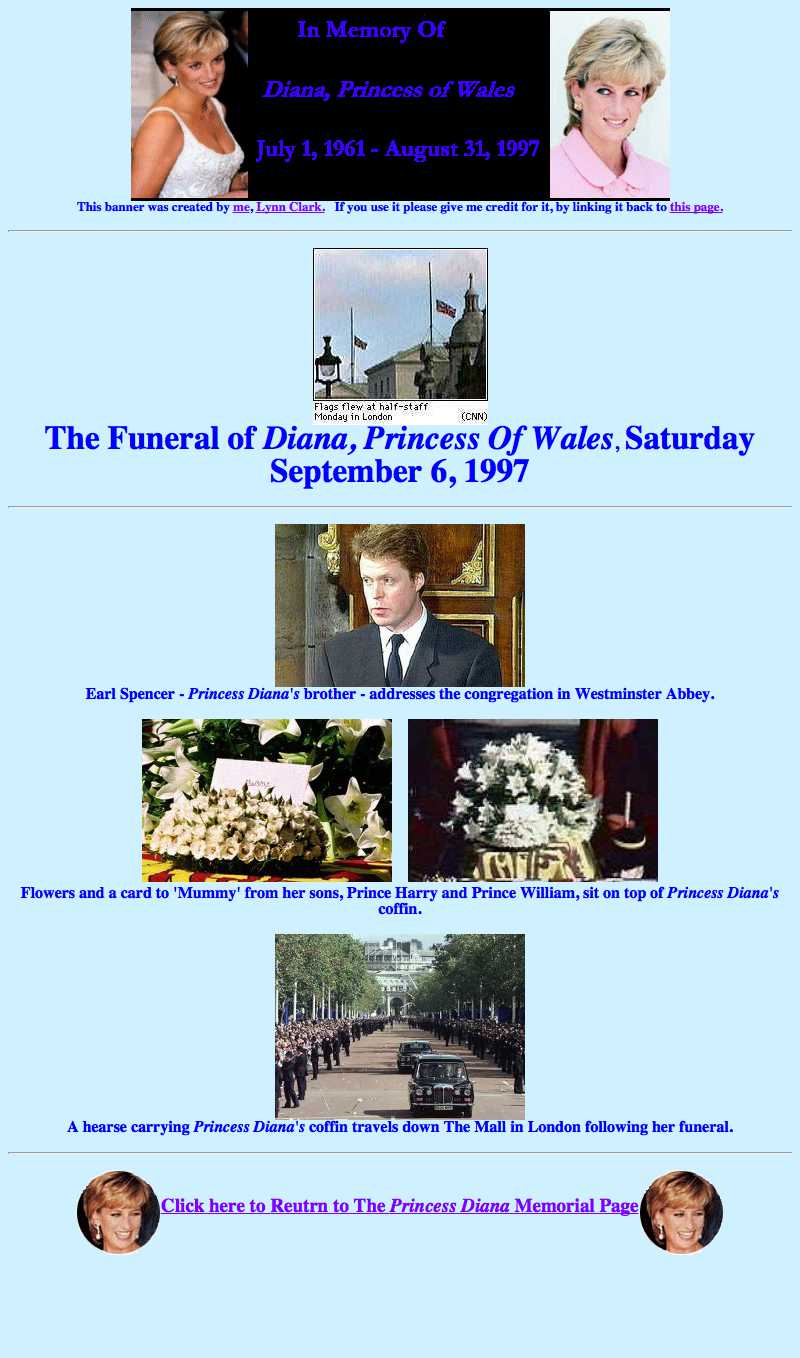 In Memory Of
Diana, Princess of Wales
July 1, 1961 - August 31, 1997
This banner was created by me, Lynn Clark. If you use it please give me credit for it, by linking it back to this page.
Flags flew at half-staff
Monday in London (CNN)
The Funeral of Diana, Princess Of Wales, Saturday
September 6, 1997
Earl Spencer - Princess Diana's brother - addresses the congregation in Westminster Abbey.
Mummy
Flowers and a card to 'Mummy' from her sons, Prince Harry and Prince William, sit on top of Princess Diana's
coffin.
A hearse carrying Princess Diana's coffin travels down The Mall in London following her funeral.
Click here to Reutrn to The Princess Diana Memorial Page